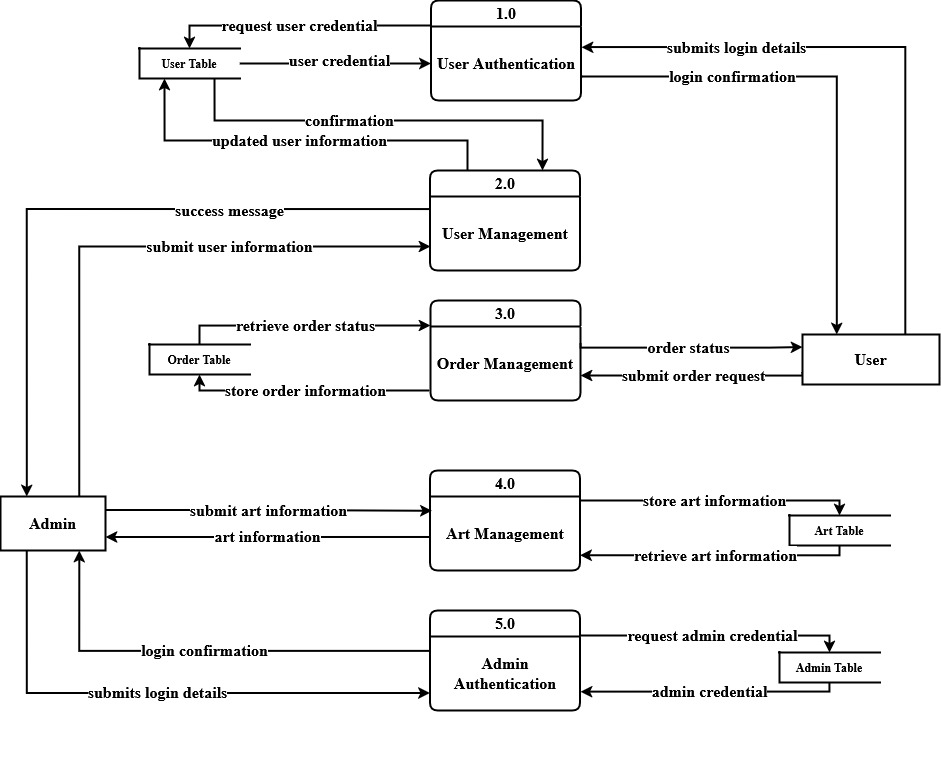 1.0
request user credential
submits login details
User Table
user credential
User Authentication
login confirmation
confirmation
updated user information
2.0
success message
User Management
submit user information
3.0
retrieve order status
order status
Order Table
Order Management
User
submit order request
store order information
4.0
store art information
submit art information
Admin
Art Management
Art Table
art information
retrieve art information
5.0
request admin credential
login confirmation
Admin
Authentication
Admin Table
submits login details
admin credential